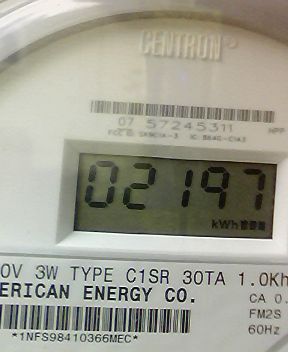 CENTRON®
07 57245311 HPP
02197
kWh
0V 3W TYPE C1SR 30TA 1.0Kh
ERICAN ENERGY CO.
CA 0.
FM2S
60Hz
*1NFS98410366MEC*